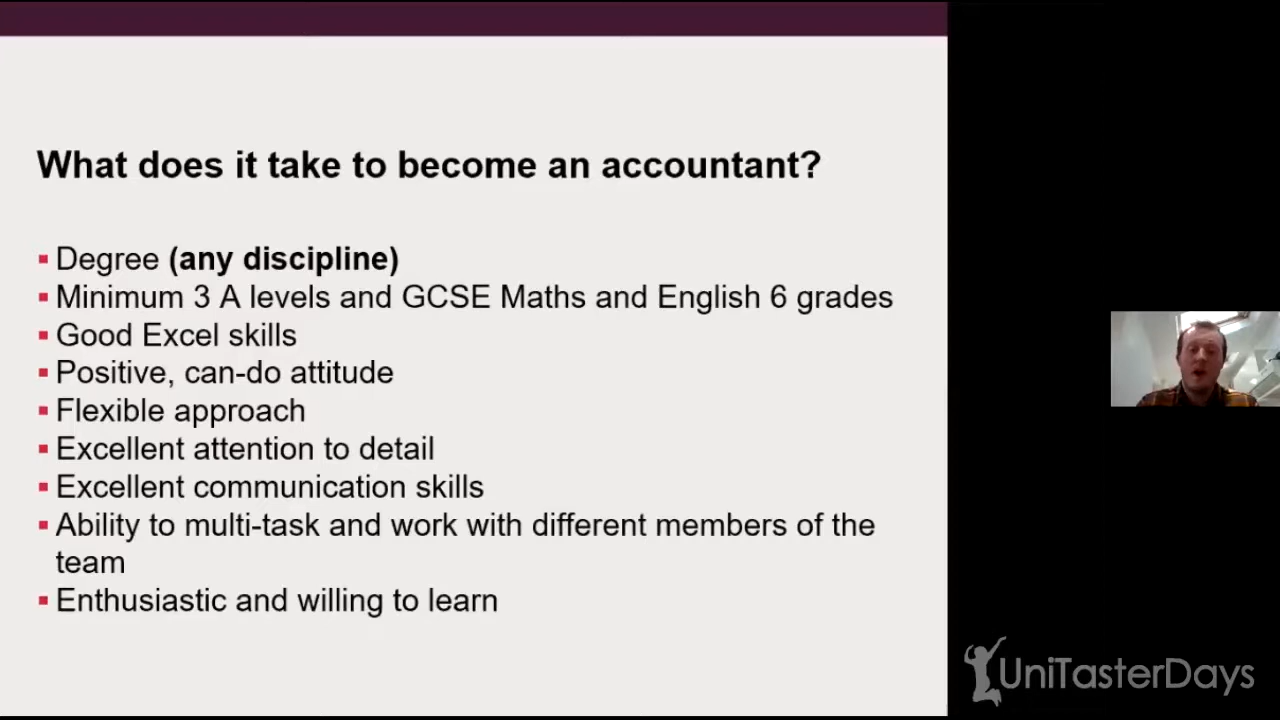 What does it take to become an accountant?
▪ Degree (any discipline)
▪ Minimum 3 A levels and GCSE Maths and English 6 grades
▪ Good Excel skills
▪ Positive, can-do attitude
▪ Flexible approach
▪ Excellent attention to detail
▪ Excellent communication skills
▪ Ability to multi-task and work with different members of the
team
▪ Enthusiastic and willing to learn
UniTasterDays